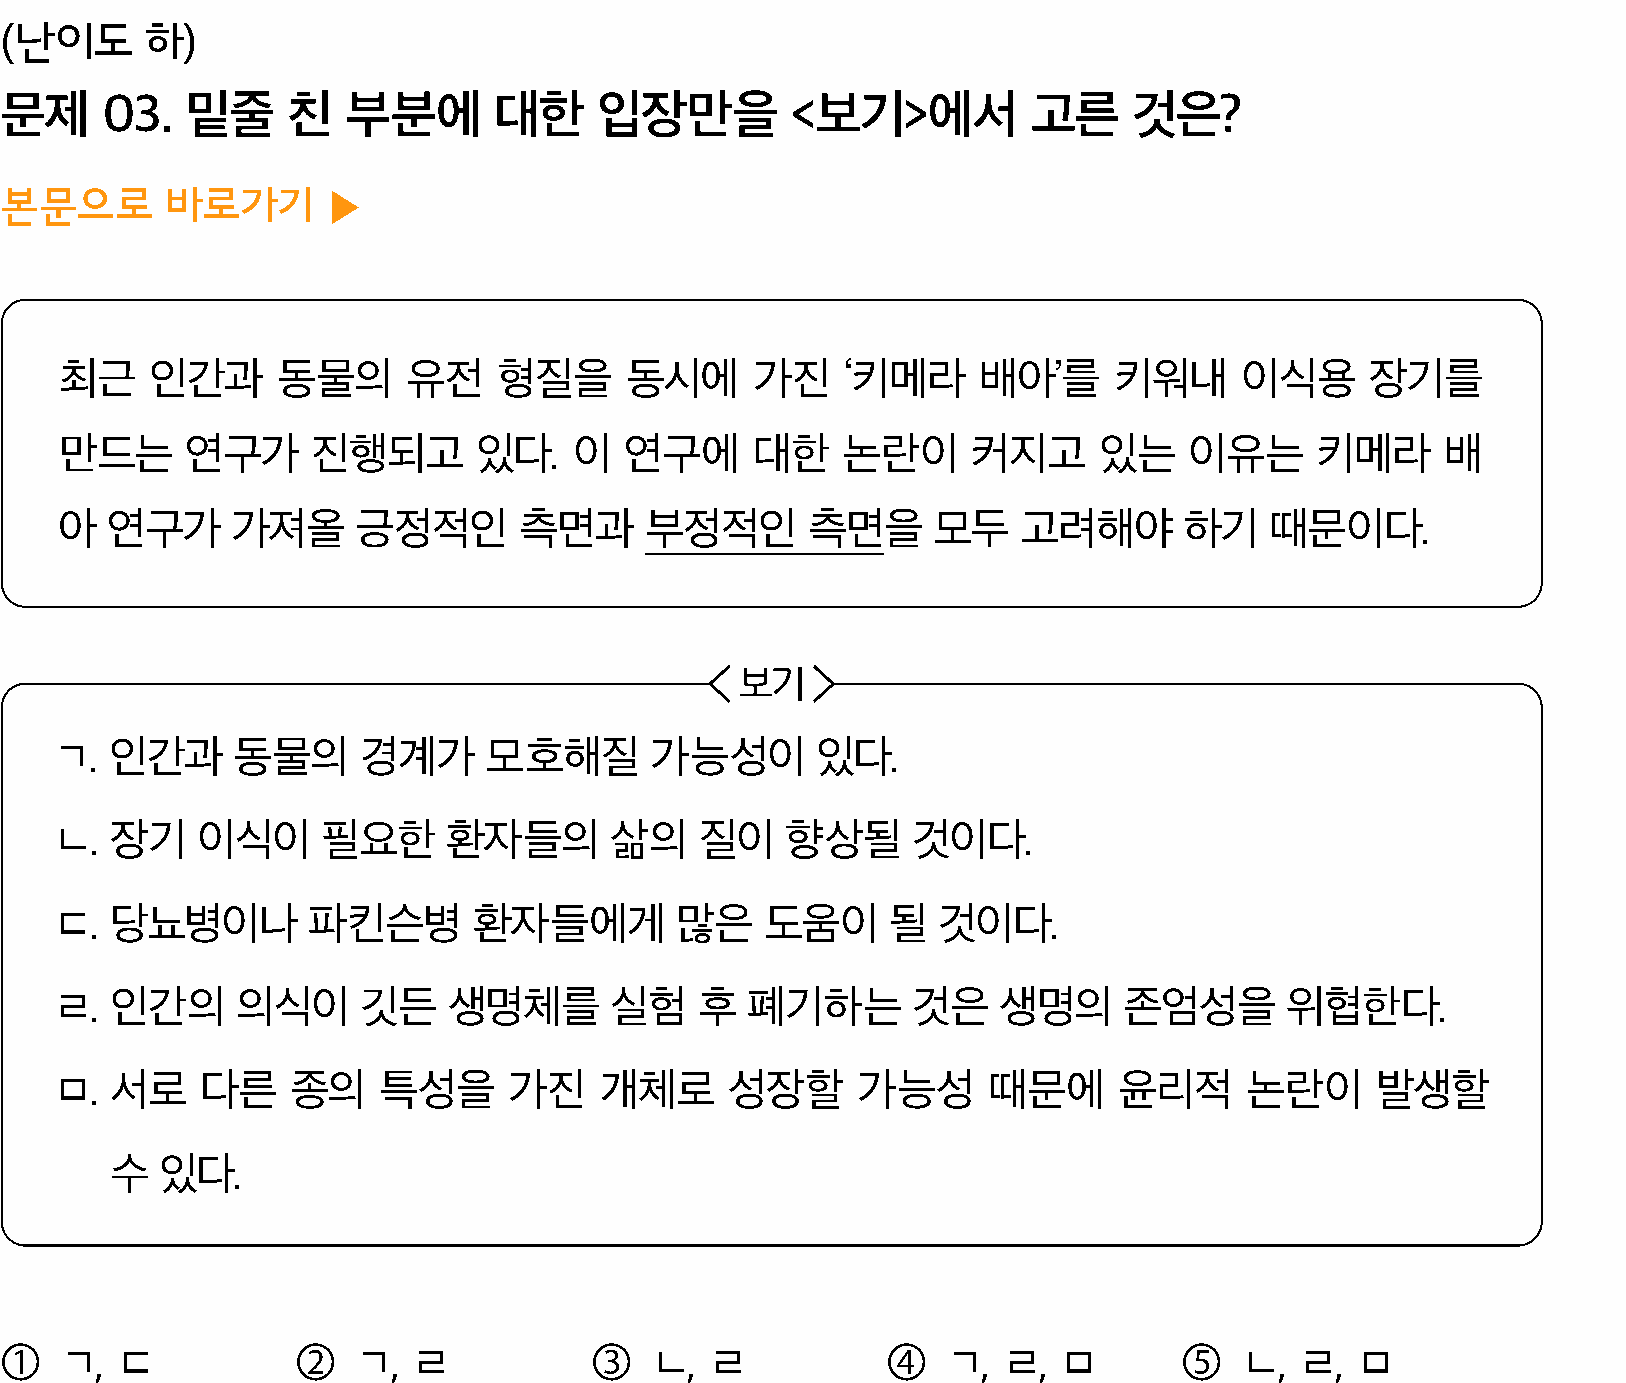 (난이도 하)
문제 03. 밑줄 친 부분에 대한 입장만을 <보기>에서 고른 것은?
본문으로 바로가기 ▶
최근 인간과 동물의 유전 형질을 동시에 가진 ‘키메라 배아’를 키워내 이식용 장기를
만드는 연구가 진행되고 있다. 이 연구에 대한 논란이 커지고 있는 이유는 키메라 배
아 연구가 가져올 긍정적인 측면과 부정적인 측면을 모두 고려해야 하기 때문이다.
<보기>
ㄱ. 인간과 동물의 경계가 모호해질 가능성이 있다.
ㄴ. 장기 이식이 필요한 환자들의 삶의 질이 향상될 것이다.
ㄷ. 당뇨병이나 파킨슨병 환자들에게 많은 도움이 될 것이다.
ㄹ. 인간의 의식이 깃든 생명체를 실험 후 폐기하는 것은 생명의 존엄성을 위협한다.
ㅁ. 서로 다른 종의 특성을 가진 개체로 성장할 가능성 때문에 윤리적 논란이 발생할
수 있다.
① ㄱ, ㄷ ② ㄱ, ㄹ ③ ㄴ, ㄹ ④ ㄱ, ㄹ, ㅁ ⑤ ㄴ, ㄹ, ㅁ